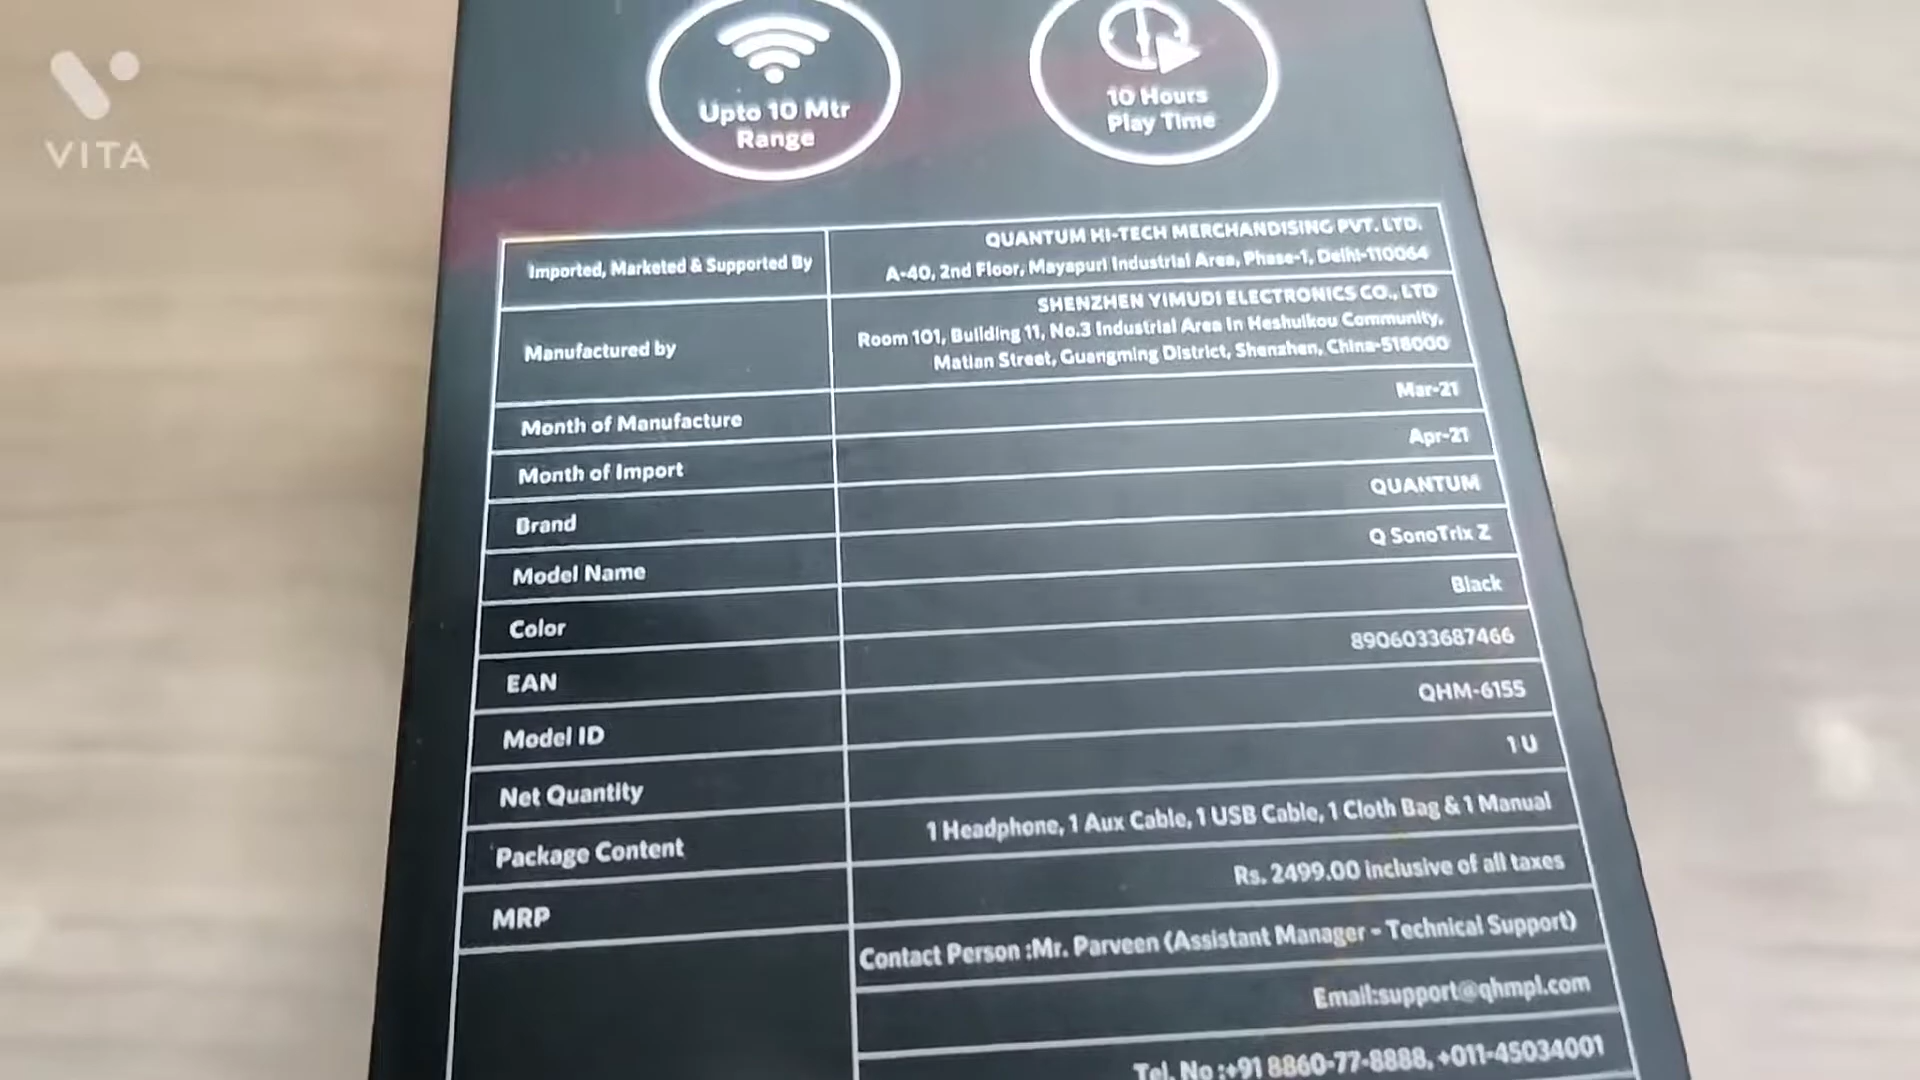 VITA
Upto 10 Mtr
Range
10 Hours
Play Time
Imported, Marketed & Supported By
QUANTUM HI-TECH MERCHANDISING PVT. LTD.
A-40, 2nd Floor, Mayapuri Industrial Area, Phase-1, Delhi-110064
Manufactured by
SHENZHEN YIMUDI ELECTRONICS CO., LTD
Room 101, Building 11, No.3 Industrial Area in Heshuikou Community,
Matian Street, Guangming District, Shenzhen, China-518000
Month of Manufacture
Mar-21
Month of Import
Apr-21
Brand
QUANTUM
Model Name
Q SonoTrix Z
Color
Black
EAN
8906033687466
Model ID
QHM-6155
Net Quantity
1 U
Package Content
1 Headphone, 1 Aux Cable, 1 USB Cable, 1 Cloth Bag & 1 Manual
MRP
Rs. 2499.00 inclusive of all taxes
Contact Person :Mr. Parveen (Assistant Manager - Technical Support)
Email:support@qhmpl.com
Tel. No :+91 8860-77-8888, +011-45034001